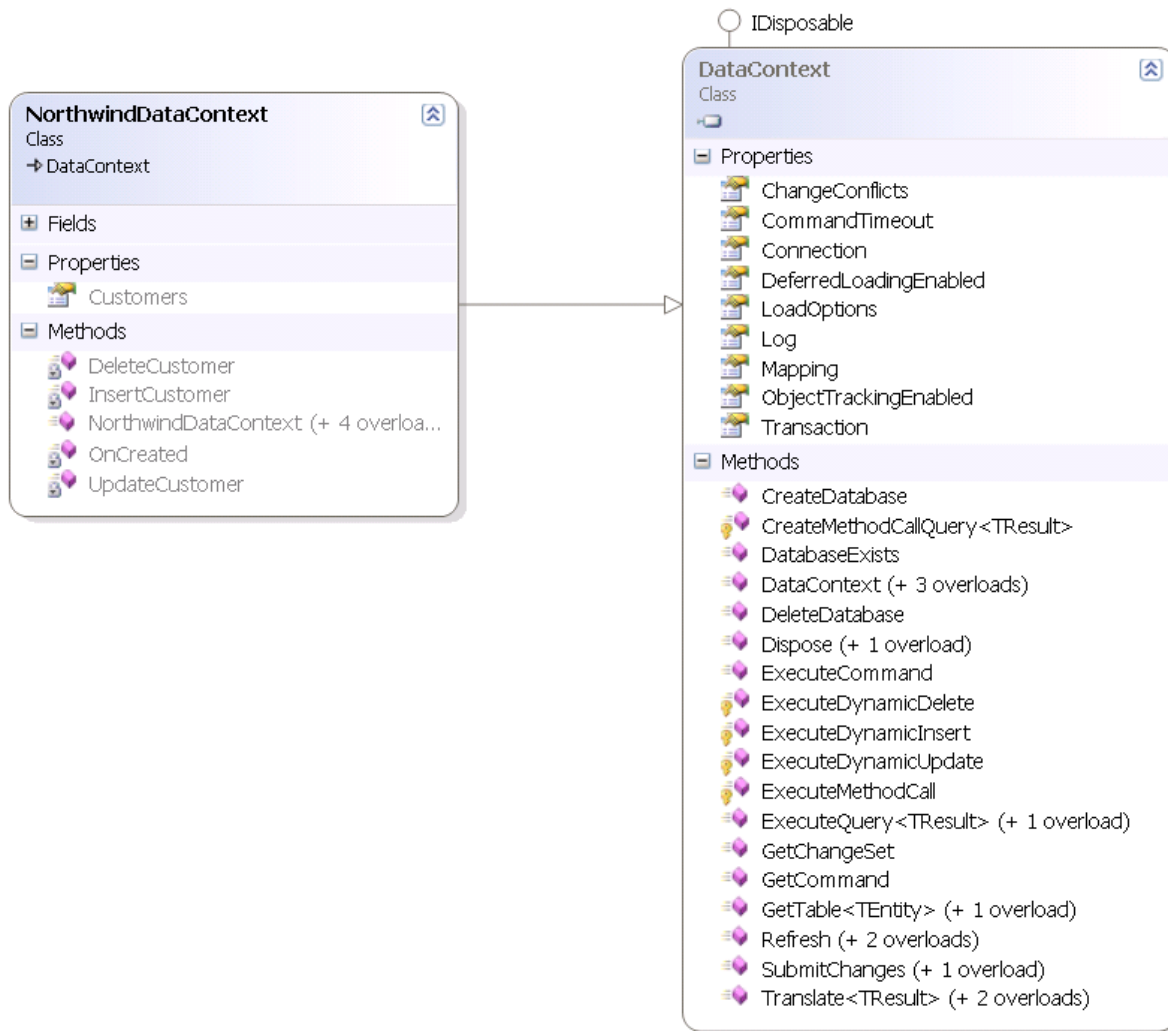 NorthwindDataContext
Class
DataContext
Fields
Properties
Customers
Methods
DeleteCustomer
InsertCustomer
NorthwindDataContext (+ 4 overloa...
OnCreated
UpdateCustomer
IDisposable
DataContext
Class
Properties
ChangeConflicts
CommandTimeout
Connection
DeferredLoadingEnabled
LoadOptions
Log
Mapping
ObjectTrackingEnabled
Transaction
Methods
CreateDatabase
CreateMethodCallQuery<TResult>
DatabaseExists
DataContext (+ 3 overloads)
DeleteDatabase
Dispose (+ 1 overload)
ExecuteCommand
ExecuteDynamicDelete
ExecuteDynamicInsert
ExecuteDynamicUpdate
ExecuteMethodCall
ExecuteQuery<TResult> (+ 1 overload)
GetChangeSet
GetCommand
GetTable<TEntity> (+ 1 overload)
Refresh (+ 2 overloads)
SubmitChanges (+ 1 overload)
Translate<TResult> (+ 2 overloads)